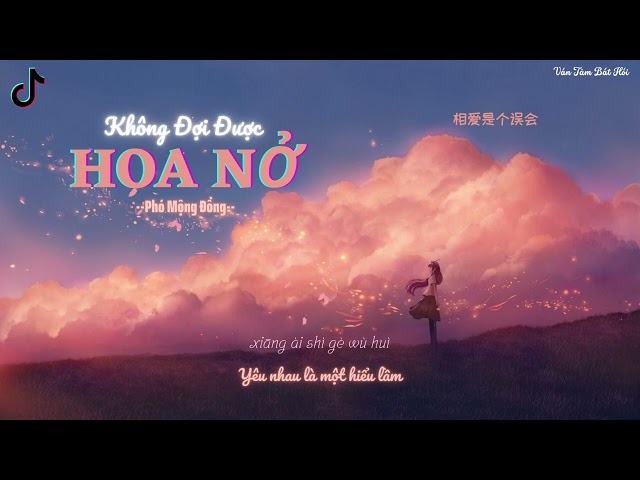 Vấn Tâm Bất Hối
Không Đợi Được
HOA NỞ
--Phó Mộng Đồng--
相爱是个误会
xiāng ài shì gè wù huì
Yêu nhau là một hiểu lầm